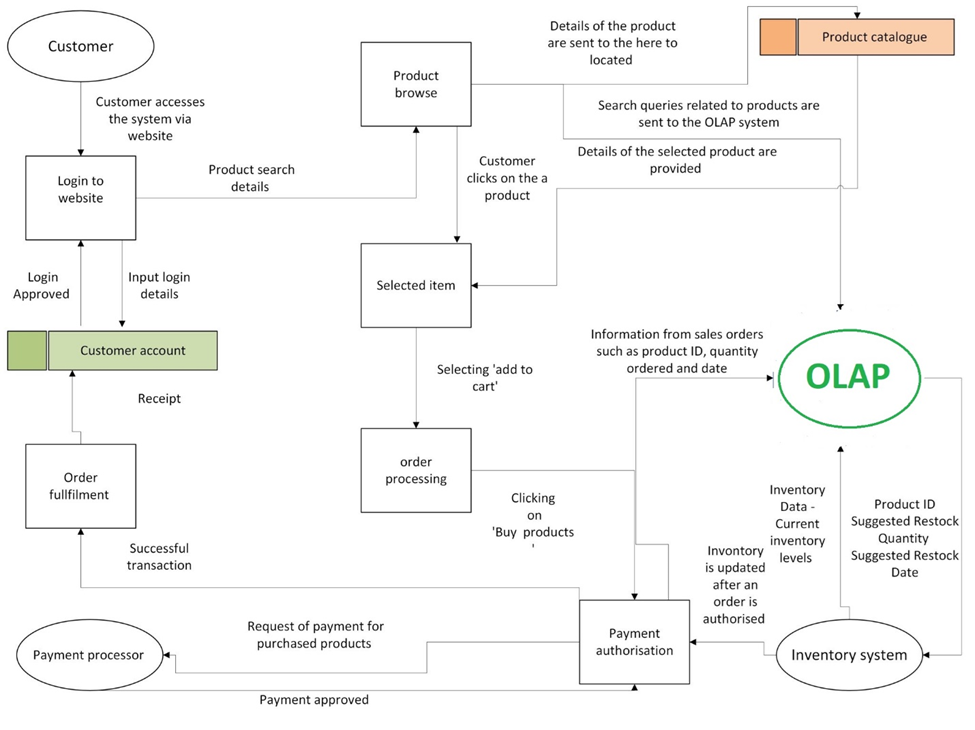 Customer
Customer accesses
the system via
website
Login to
website
Product search
details
Login
Approved
Input login
details
Customer account
Receipt
Order
fullfilment
Successful
transaction
Payment processor
Request of payment for
purchased products
Payment approved
Product
browse
Details of the product
are sent to the here to
located
Product catalogue
Search queries related to products are
sent to the OLAP system
Details of the selected product are
provided
Customer
clicks on the a
product
Selected item
Selecting 'add to
cart'
order
processing
Clicking
on
'Buy products
'
Information from sales orders
such as product ID, quantity
ordered and date
OLAP
Inventory
Data -
Current
inventory
levels
Product ID
Suggested Restock
Quantity
Suggested Restock
Date
Inventory
is updated
after an
order is
authorised
Payment
authorisation
Inventory system